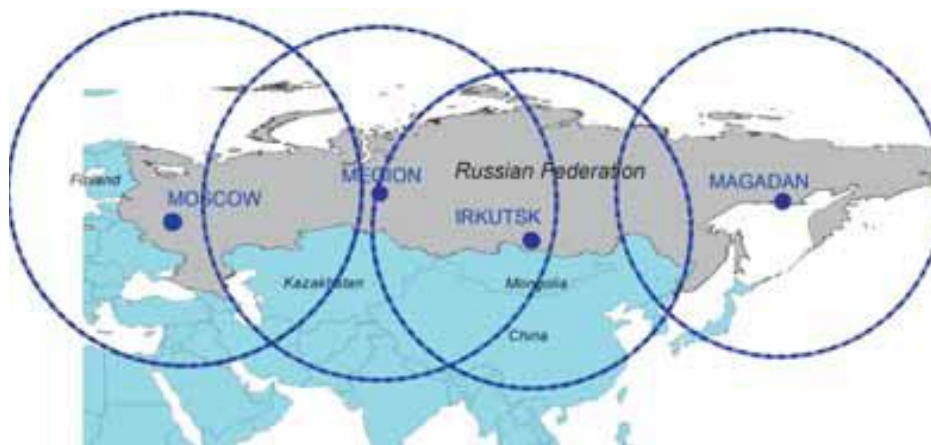 Finland
MOSCOW
MEGION
Russian Federation
IRKUTSK
MAGADAN
Kazakhstan
Mongolia
China